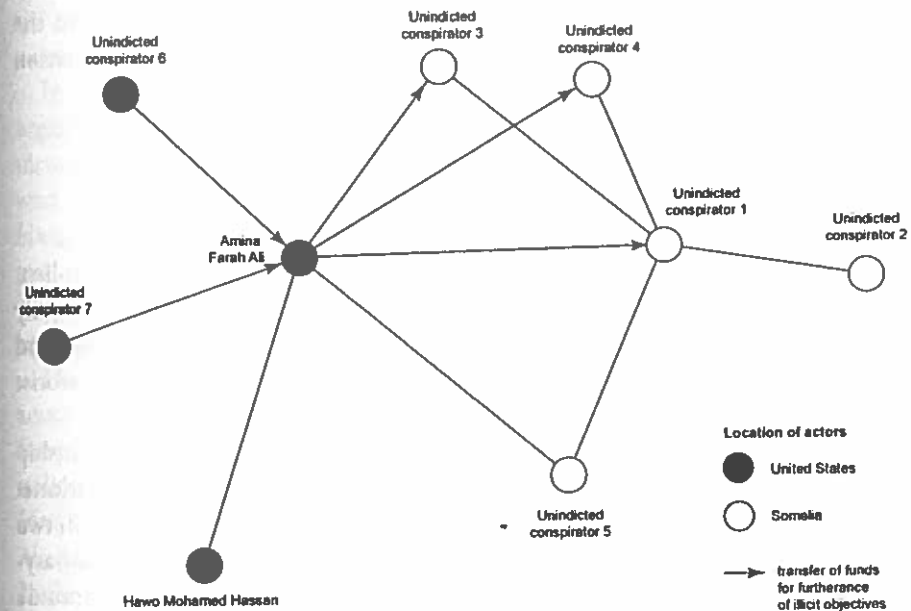 Unindicted
conspirator 6
Unindicted
conspirator 3
Unindicted
conspirator 4
Unindicted
conspirator 1
Unindicted
conspirator 2
Amina
Farah Ali
Unindicted
conspirator 7
Unindicted
conspirator 5
Hawo Mohamed Hassan
Location of actors
United States
Somalia
transfer of funds
for furtherance
of illicit objectives